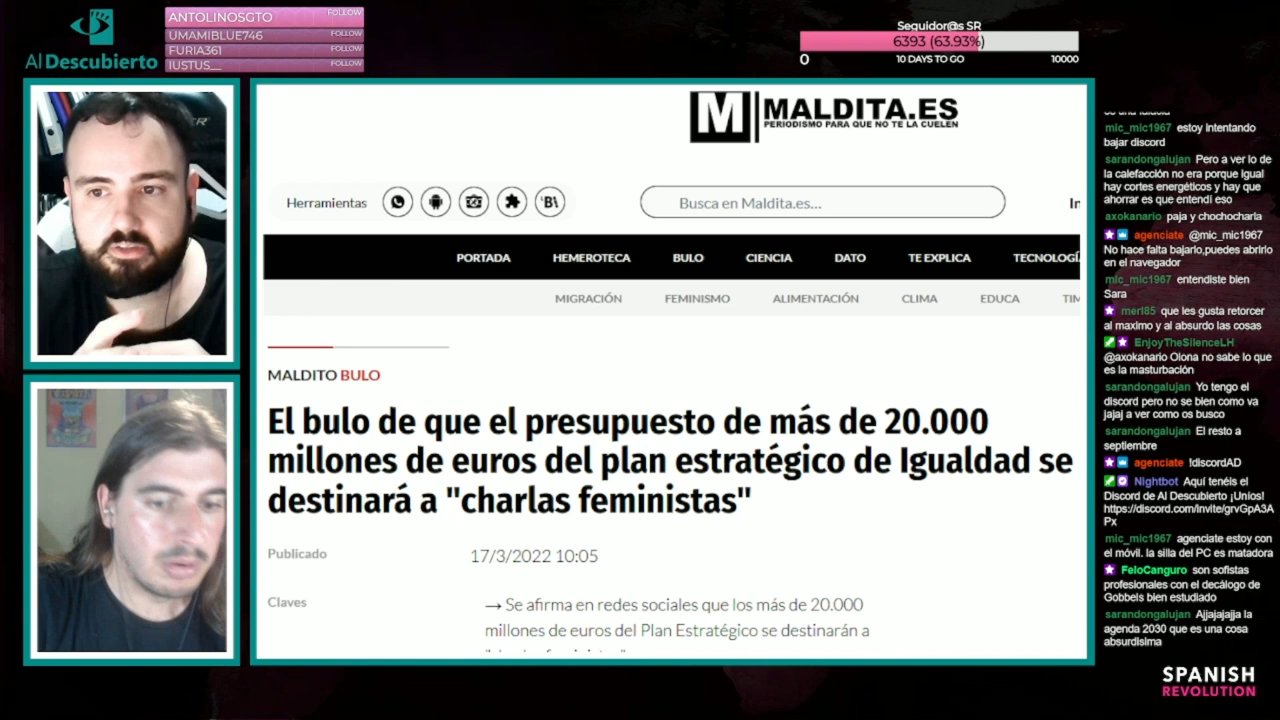 Al Descubierto
ANTOLINOSGTO FOLLOW
UMAMIBLUE746 FOLLOW
FURIA361 FOLLOW
IUSTUS__ FOLLOW
Seguidor@s SR
6393 (63.93%)
0 10 DAYS TO GO 10000
M MALDITA.ES
PERIODISMO PARA QUE NO TE LA CUELEN
Herramientas
Busca en Maldita.es...
In
PORTADA HEMEROTECA BULO CIENCIA DATO TE EXPLICA TECNOLOGÍA
MIGRACIÓN FEMINISMO ALIMENTACIÓN CLIMA EDUCA TIM
MALDITO BULO
El bulo de que el presupuesto de más de 20.000
millones de euros del plan estratégico de Igualdad se
destinará a "charlas feministas"
Publicado 17/3/2022 10:05
Claves → Se afirma en redes sociales que los más de 20.000
millones de euros del Plan Estratégico se destinarán a
mic_mic1967 estoy intentando
bajar discord
sarandongalujan Pero a ver lo de
la calefacción no era porque igual
hay cortes energéticos y hay que
ahorrar es que entendí eso
axokanario paja y chochocharla
agenciate @mic_mic1967
No hace falta bajarlo,puedes abrirlo
en el navegador
mic_mic1967 entendiste bien
Sara
meri85 que les gusta retorcer
al maximo y al absurdo las cosas
EnjoyTheSilenceLH
@axokanario Olona no sabe lo que
es la masturbación
sarandongalujan Yo tengo el
discord pero no se bien como va
jajaj a ver como os busco
sarandongalujan El resto a
septiembre
agenciate !discordAD
Nightbot Aquí tenéis el
Discord de Al Descubierto ¡Uníos!
https://discord.com/invite/grvGpA3A
Px
mic_mic1967 agenciate estoy con
el móvil. la silla del PC es matadora
FeloCanguro son sofistas
profesionales con el decálogo de
Gobbels bien estudiado
sarandongalujan Ajjajajajja la
agenda 2030 que es una cosa
absurdisima
SPANISH
REVOLUTION